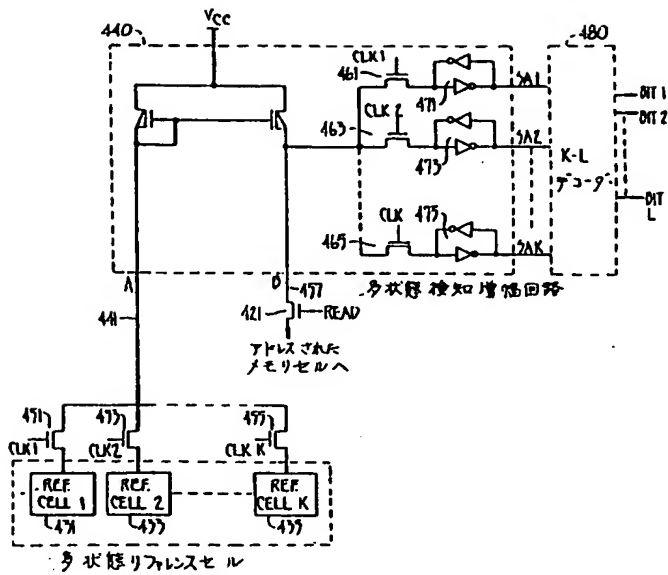 440
VCC
480
CLK1
461
471
SA1
BIT 1
BIT 2
CLK 2
463
473
SA2
K-L
デコーダー
BIT
L
CLK
475
465
SAK
A
B
457
多状態検知増幅回路
441
421
READ
アドレスされた
メモリセルへ
451
453
455
CLK1
CLK2
CLK K
REF.
CELL 1
REF.
CELL 2
REF.
CELL K
431
433
435
多状態リファレンスセル